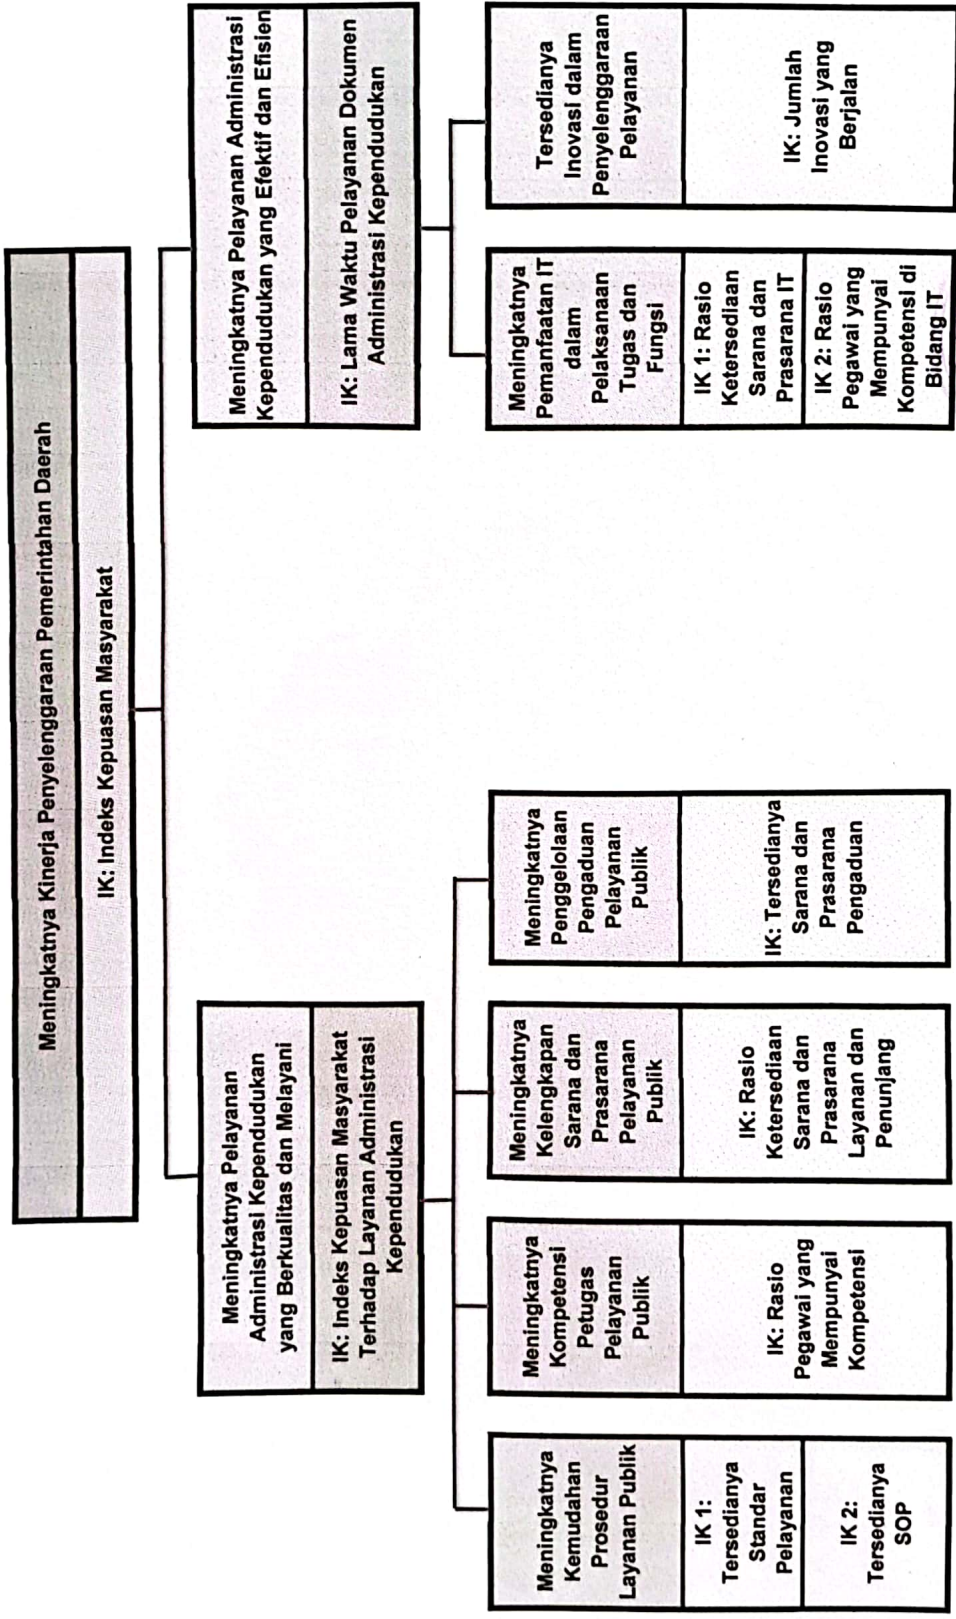 Meningkatnya Kinerja Penyelenggaraan Pemerintahan Daerah
IK: Indeks Kepuasan Masyarakat
Meningkatnya Pelayanan
Administrasi Kependudukan
yang Berkualitas dan Melayani
IK: Indeks Kepuasan Masyarakat
Terhadap Layanan Administrasi
Kependudukan
Meningkatnya Pelayanan Administrasi
Kependudukan yang Efektif dan Efisien
IK: Lama Waktu Pelayanan Dokumen
Administrasi Kependudukan
Meningkatnya
Kemudahan
Prosedur
Layanan Publik
IK 1:
Tersedianya
Standar
Pelayanan
IK 2:
Tersedianya
SOP
Meningkatnya
Kompetensi
Petugas
Pelayanan
Publik
IK: Rasio
Pegawai yang
Mempunyai
Kompetensi
Meningkatnya
Kelengkapan
Sarana dan
Prasarana
Pelayanan
Publik
IK: Rasio
Ketersediaan
Sarana dan
Prasarana
Layanan dan
Penunjang
Meningkatnya
Penggelolaan
Pengaduan
Pelayanan
Publik
IK: Tersedianya
Sarana dan
Prasarana
Pengaduan
Meningkatnya
Pemanfaatan IT
dalam
Pelaksanaan
Tugas dan
Fungsi
IK 1: Rasio
Ketersediaan
Sarana dan
Prasarana IT
IK 2: Rasio
Pegawai yang
Mempunyai
Kompetensi di
Bidang IT
Tersedianya
Inovasi dalam
Penyelenggaraan
Pelayanan
IK: Jumlah
Inovasi yang
Berjalan